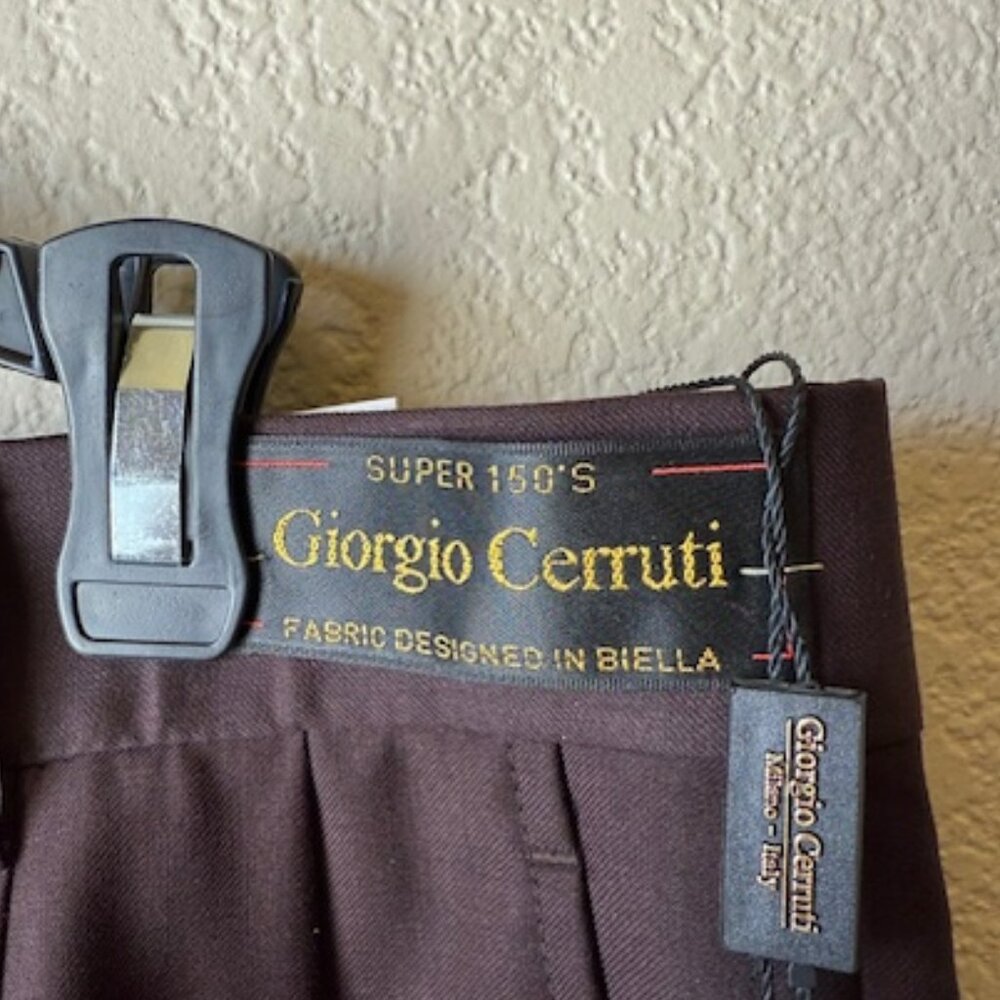 SUPER 150'S
Giorgio Cerruti
FABRIC DESIGNED IN BIELLA
Giorgio Cerruti
Milano - Italy